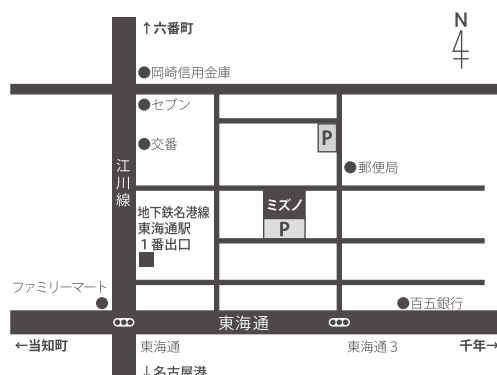 ↑六番町
N
●岡崎信用金庫
●セブン
P
●交番
●郵便局
江川線
ミズノ
P
地下鉄名港線
東海通駅
1番出口
ファミリーマート
●百五銀行
東海通
←当知町
東海通
東海通3
千年→
↓名古屋港